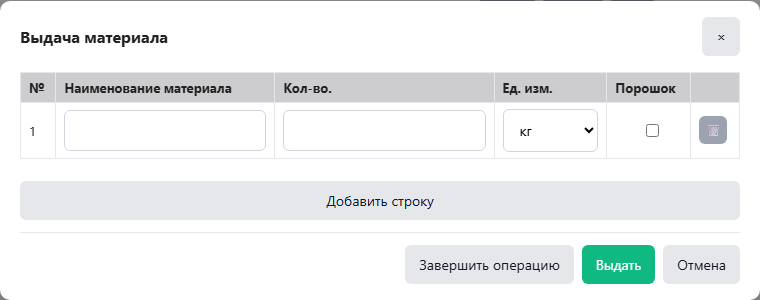 Выдача материала
×
№ Наименование материала Кол-во. Ед. изм. Порошок
1 кг
Добавить строку
Завершить операцию Выдать Отмена